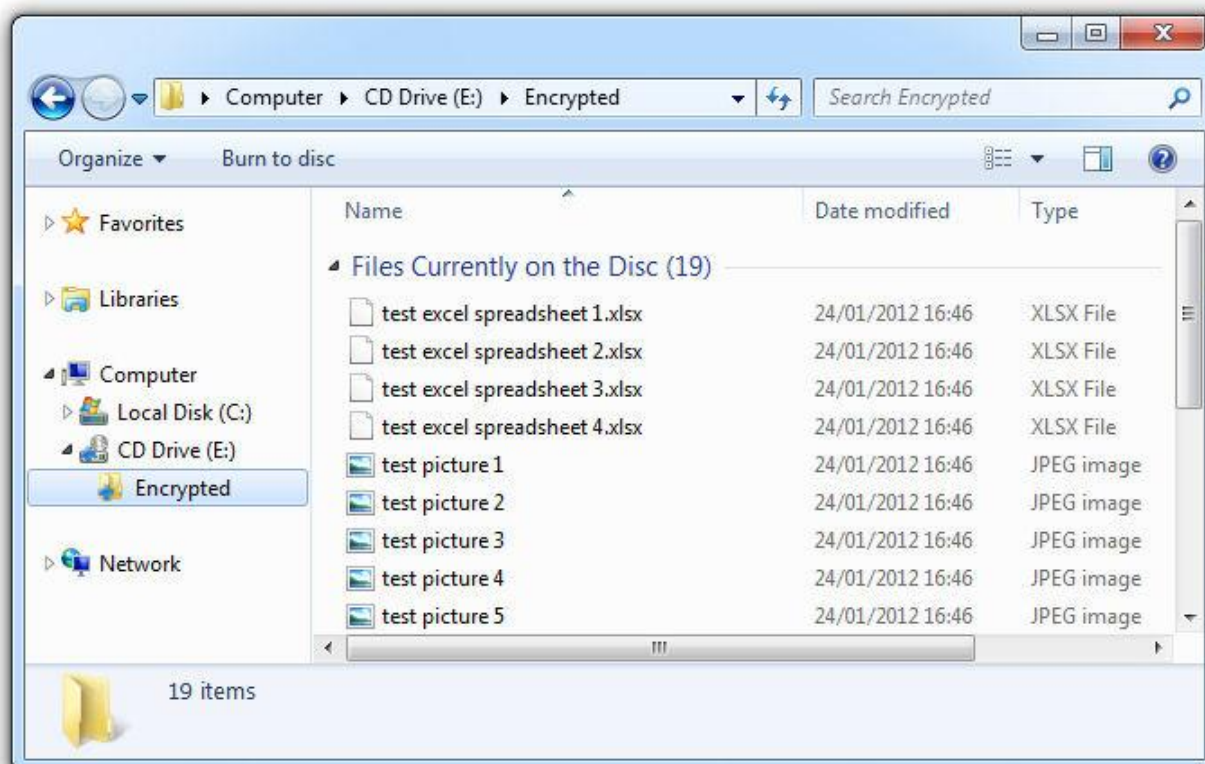 Computer ▸ CD Drive (E:) ▸ Encrypted
Search Encrypted
Organize
Burn to disc
Favorites
Libraries
Computer
Local Disk (C:)
CD Drive (E:)
Encrypted
Network
Name Date modified Type
Files Currently on the Disc (19)
test excel spreadsheet 1.xlsx 24/01/2012 16:46 XLSX File
test excel spreadsheet 2.xlsx 24/01/2012 16:46 XLSX File
test excel spreadsheet 3.xlsx 24/01/2012 16:46 XLSX File
test excel spreadsheet 4.xlsx 24/01/2012 16:46 XLSX File
test picture 1 24/01/2012 16:46 JPEG image
test picture 2 24/01/2012 16:46 JPEG image
test picture 3 24/01/2012 16:46 JPEG image
test picture 4 24/01/2012 16:46 JPEG image
test picture 5 24/01/2012 16:46 JPEG image
19 items